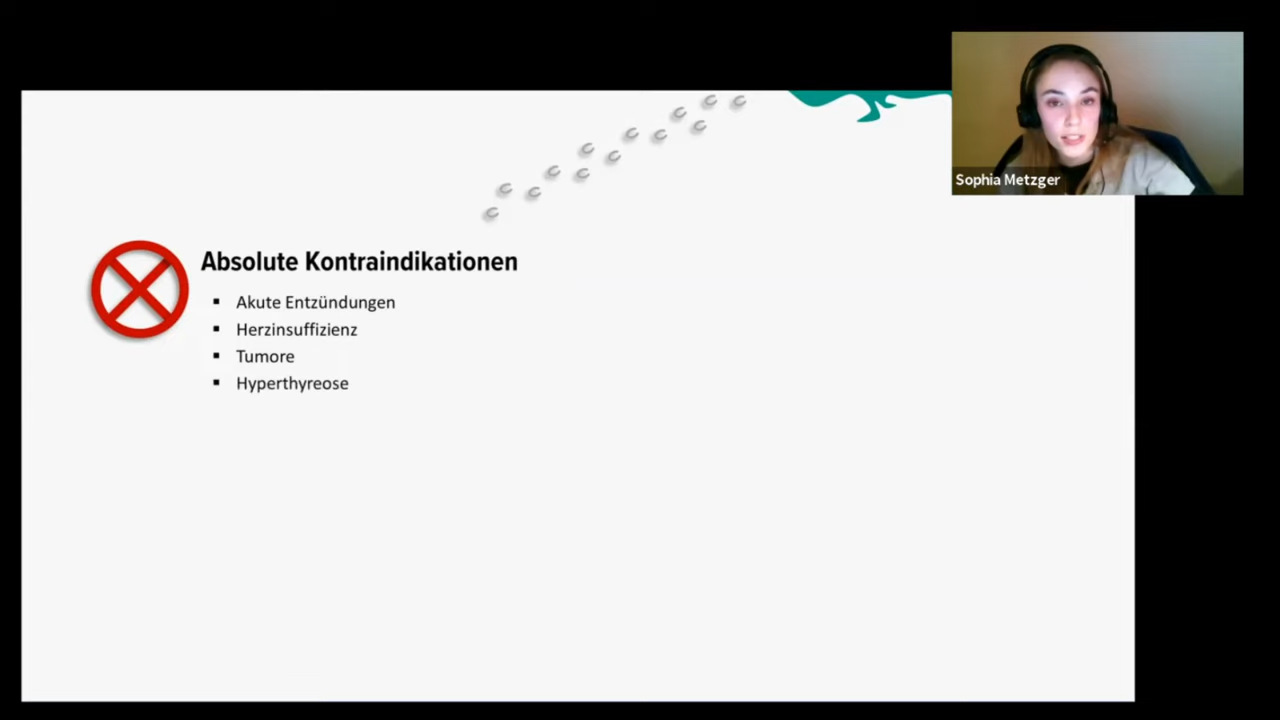 Sophia Metzger
Absolute Kontraindikationen
▪ Akute Entzündungen
▪ Herzinsuffizienz
▪ Tumore
▪ Hyperthyreose